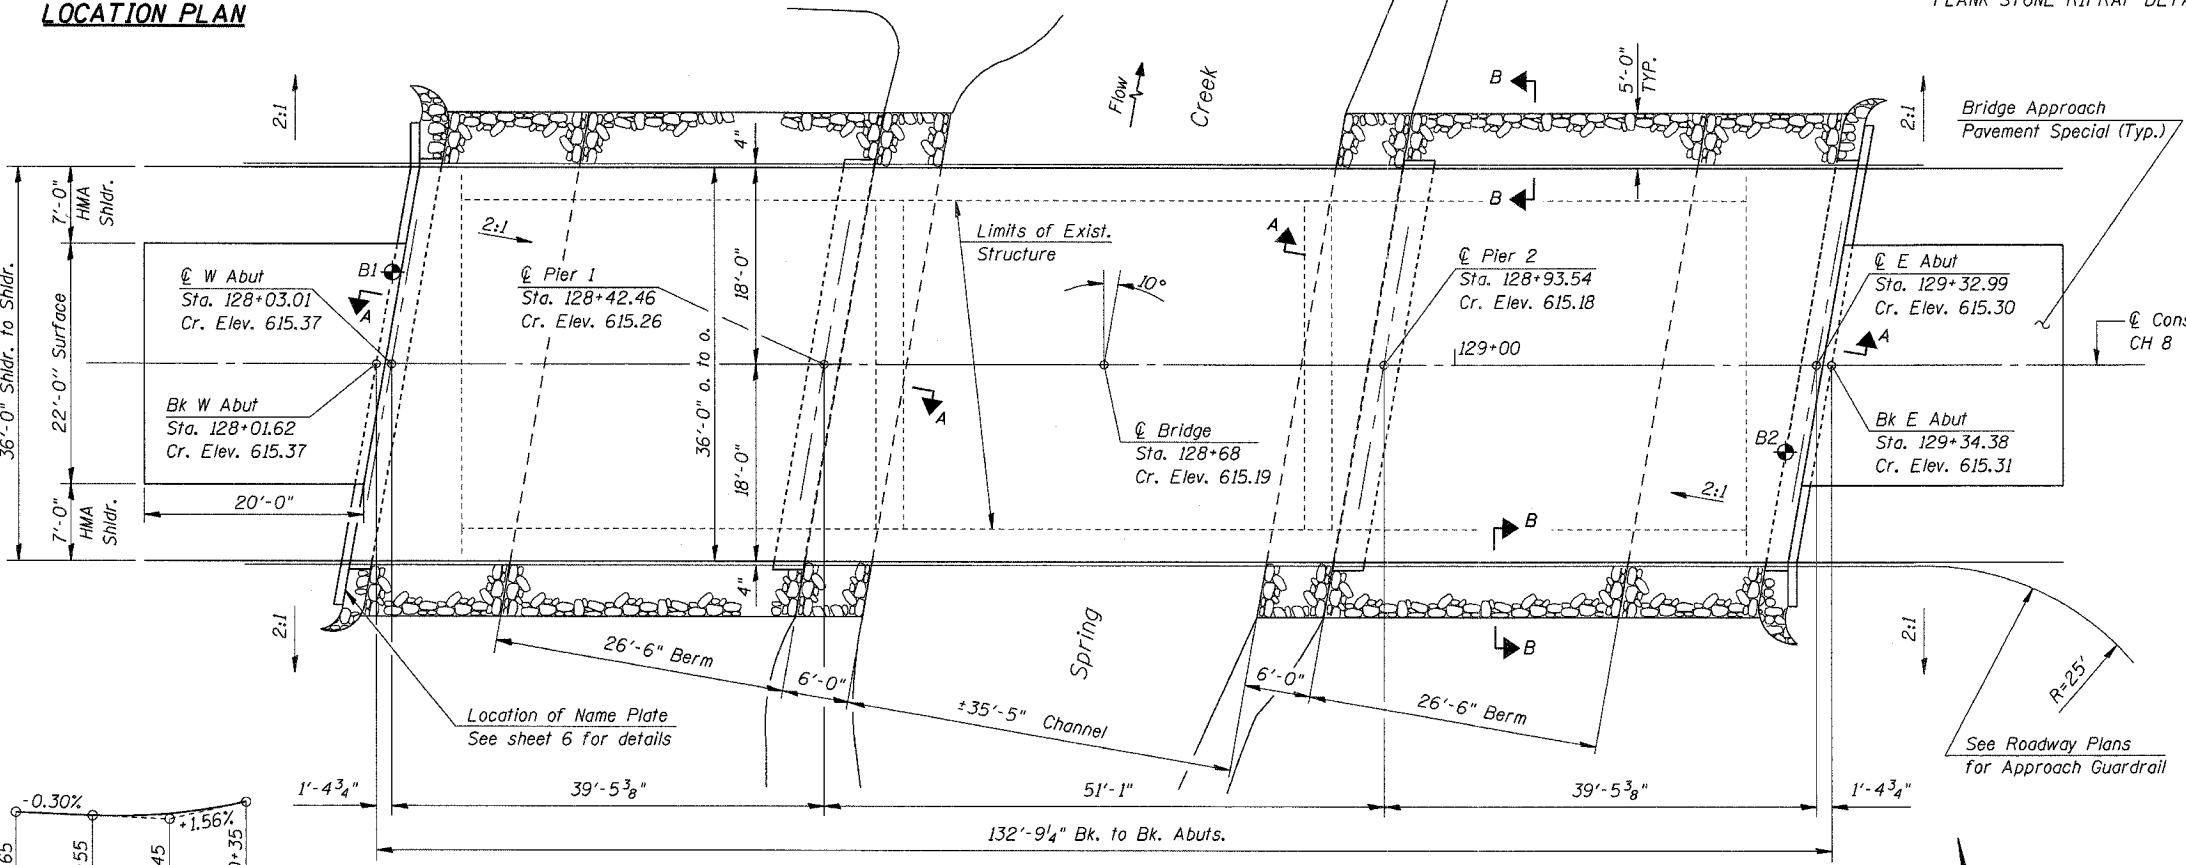 LOCATION PLAN
2:1
4"
Flow
Creek
B
5'-0"
TYP.
2:1
Bridge Approach
Pavement Special (Typ.)
36'-0" Shldr. to Shldr.
7'-0"
HMA
Shldr.
22'-0" Surface
7'-0"
HMA
Shldr.
2:1
B1
A
℄ W Abut
Sta. 128+03.01
Cr. Elev. 615.37
Bk W Abut
Sta. 128+01.62
Cr. Elev. 615.37
20'-0"
℄ Pier 1
Sta. 128+42.46
Cr. Elev. 615.26
18'-0"
36'-0" o. to o.
18'-0"
4"
Limits of Exist.
Structure
A
B
A
10°
℄ Bridge
Sta. 128+68
Cr. Elev. 615.19
℄ Pier 2
Sta. 128+93.54
Cr. Elev. 615.18
129+00
℄ E Abut
Sta. 129+32.99
Cr. Elev. 615.30
A
CH 8
B2
Bk E Abut
Sta. 129+34.38
Cr. Elev. 615.31
2:1
B
B
2:1
2:1
26'-6" Berm
6'-0"
±35'-5" Channel
Spring
6'-0"
26'-6" Berm
R=25'
Location of Name Plate
See sheet 6 for details
See Roadway Plans
for Approach Guardrail
1'-4¾"
39'-5⅜"
51'-1"
39'-5⅜"
1'-4¾"
132'-9¼" Bk. to Bk. Abuts.
-0.30%
+1.56%